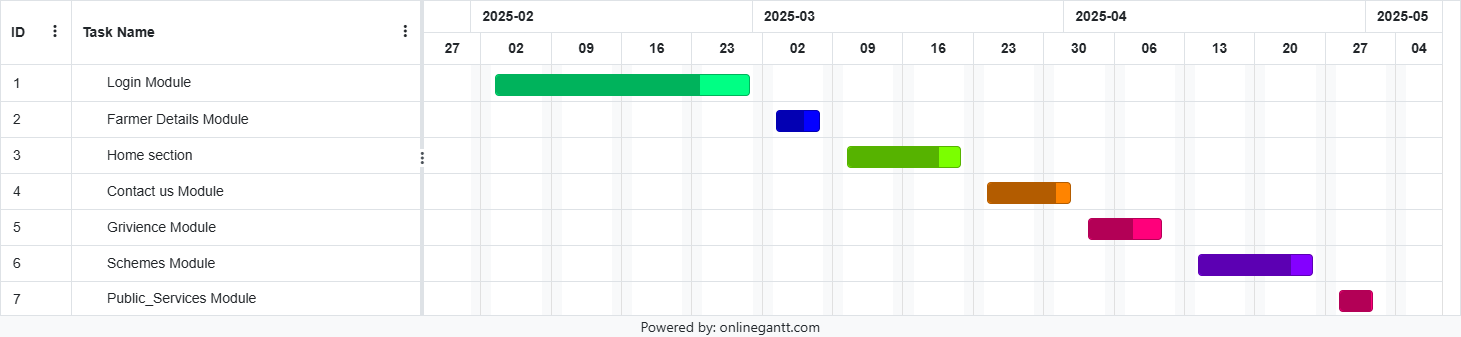 ID Task Name 2025-02 2025-03 2025-04 2025-05
27 02 09 16 23 02 09 16 23 30 06 13 20 27 04
1 Login Module
2 Farmer Details Module
3 Home section
4 Contact us Module
5 Grivience Module
6 Schemes Module
7 Public_Services Module
Powered by: onlinegantt.com